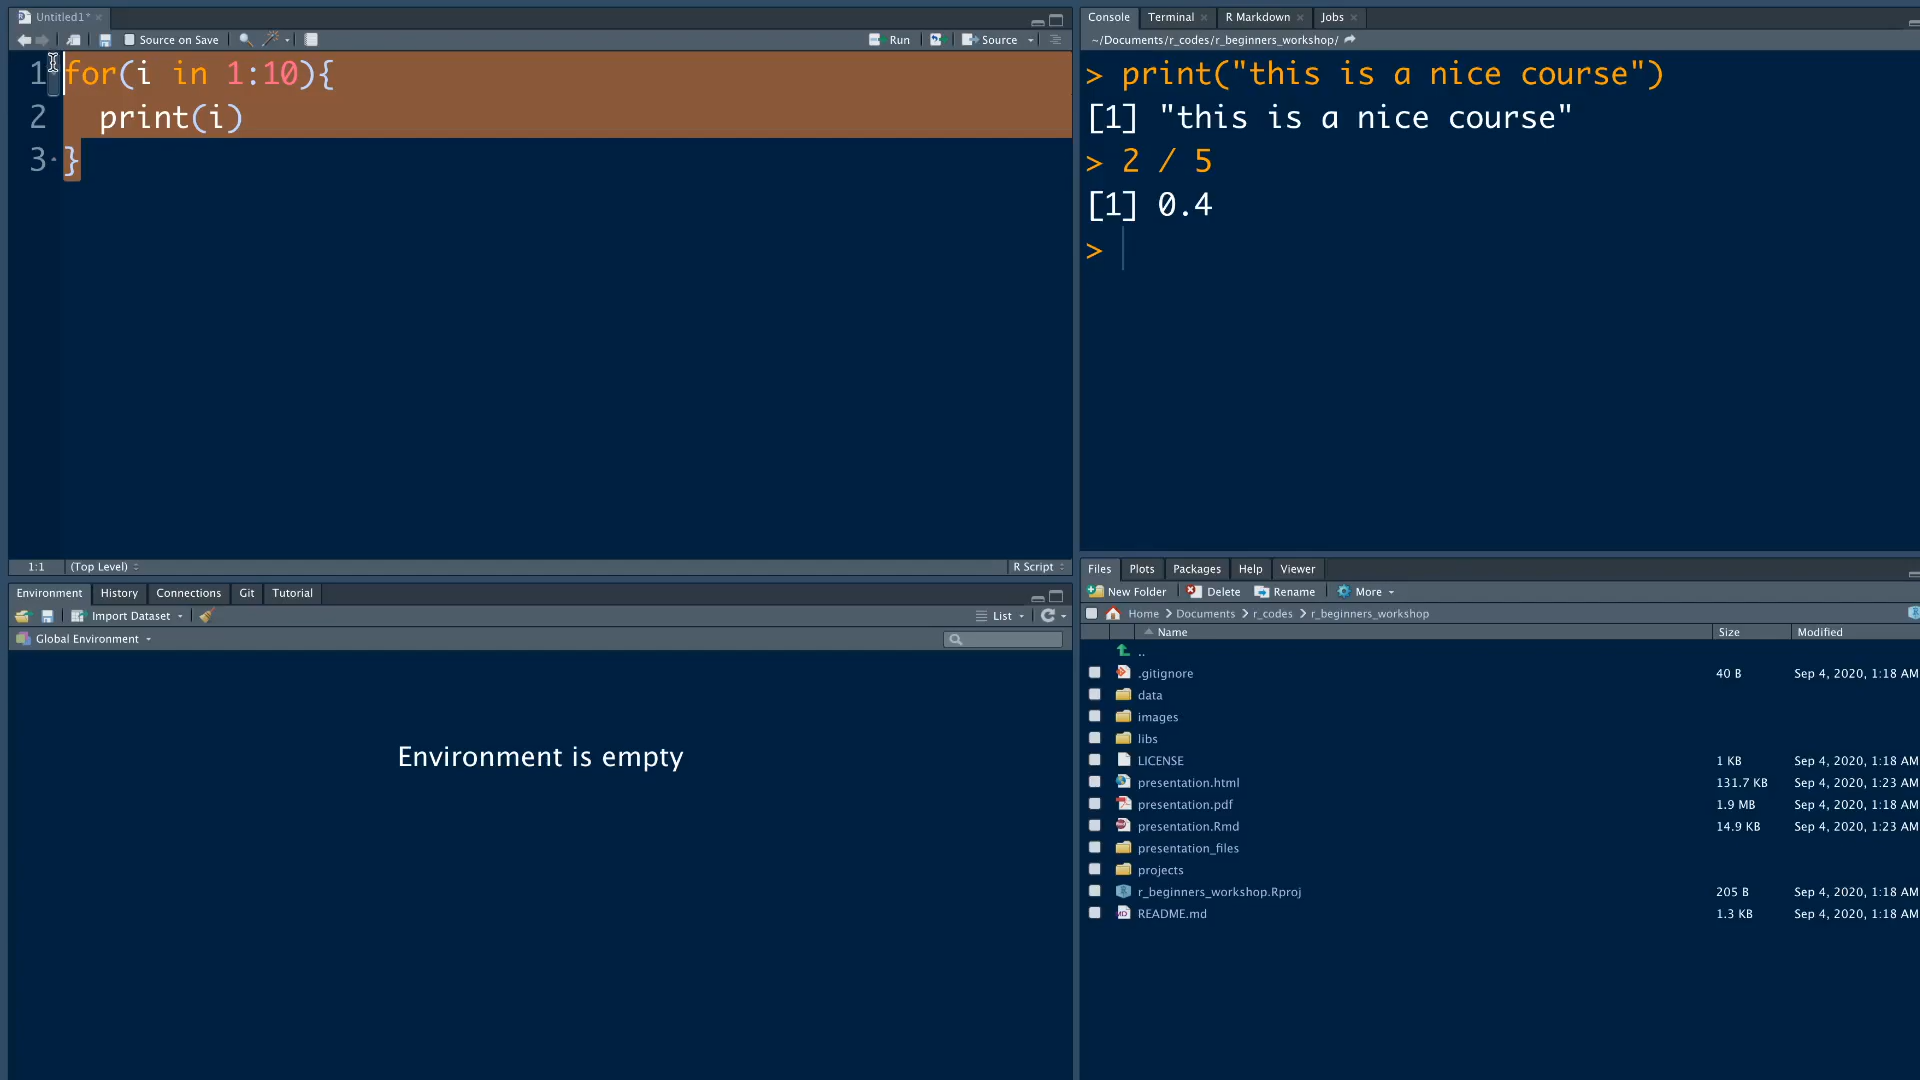 Untitled1*
Source on Save
Run
Source
1 for(i in 1:10){
2   print(i)
3 }
1:1 (Top Level)
R Script
Console Terminal R Markdown Jobs
~/Documents/r_codes/r_beginners_workshop/
> print("this is a nice course")
[1] "this is a nice course"
> 2 / 5
[1] 0.4
>
Environment History Connections Git Tutorial
Import Dataset
List
Global Environment
Environment is empty
Files Plots Packages Help Viewer
New Folder Delete Rename More
Home Documents r_codes r_beginners_workshop
Name Size Modified
..
.gitignore 40 B Sep 4, 2020, 1:18 AM
data
images
libs
LICENSE 1 KB Sep 4, 2020, 1:18 AM
presentation.html 131.7 KB Sep 4, 2020, 1:23 AM
presentation.pdf 1.9 MB Sep 4, 2020, 1:18 AM
presentation.Rmd 14.9 KB Sep 4, 2020, 1:23 AM
presentation_files
projects
r_beginners_workshop.Rproj 205 B Sep 4, 2020, 1:18 AM
README.md 1.3 KB Sep 4, 2020, 1:18 AM